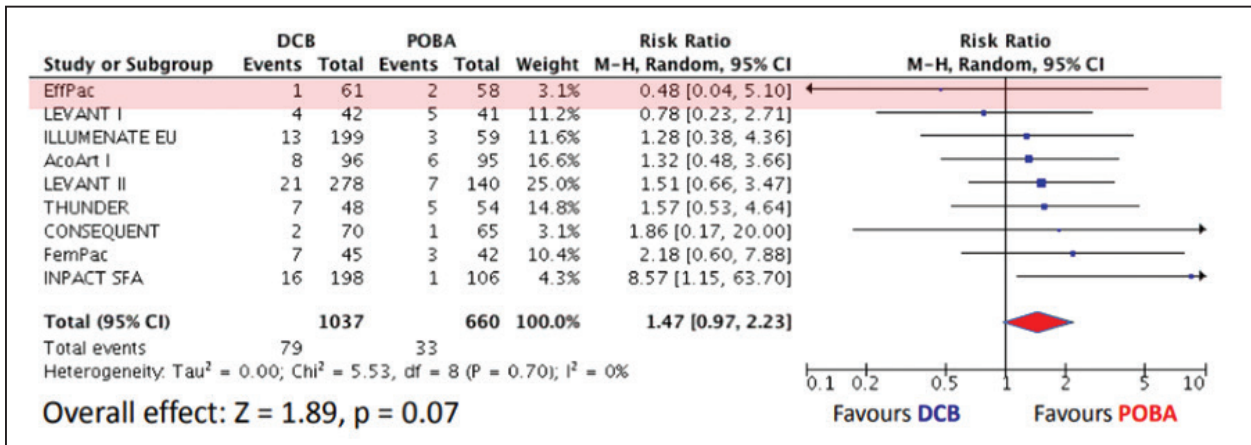 DCB POBA Risk Ratio Risk Ratio
Study or Subgroup Events Total Events Total Weight M-H, Random, 95% CI M-H, Random, 95% CI
EffPac 1 61 2 58 3.1% 0.48 [0.04, 5.10]
LEVANT I 4 42 5 41 11.2% 0.78 [0.23, 2.71]
ILLUMENATE EU 13 199 3 59 11.6% 1.28 [0.38, 4.36]
AcoArt I 8 96 6 95 16.6% 1.32 [0.48, 3.66]
LEVANT II 21 278 7 140 25.0% 1.51 [0.66, 3.47]
THUNDER 7 48 5 54 14.8% 1.57 [0.53, 4.64]
CONSEQUENT 2 70 1 65 3.1% 1.86 [0.17, 20.00]
FemPac 7 45 3 42 10.4% 2.18 [0.60, 7.88]
INPACT SFA 16 198 1 106 4.3% 8.57 [1.15, 63.70]
Total (95% CI) 1037 660 100.0% 1.47 [0.97, 2.23]
Total events 79 33
Heterogeneity: Tau² = 0.00; Chi² = 5.53, df = 8 (P = 0.70); I² = 0%
0.1 0.2 0.5 1 2 5 10
Overall effect: Z = 1.89, p = 0.07 Favours DCB Favours POBA